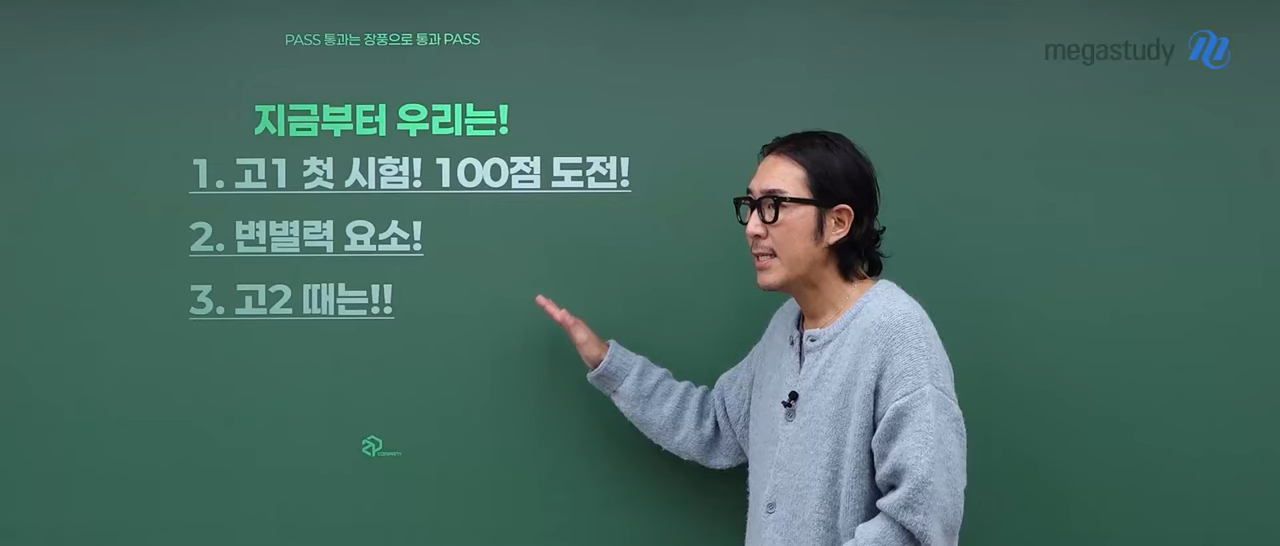 PASS 통과는 장풍으로 통과 PASS
megastudy
지금부터 우리는!
1. 고1 첫 시험! 100점 도전!
2. 변별력 요소!
3. 고2 때는!!